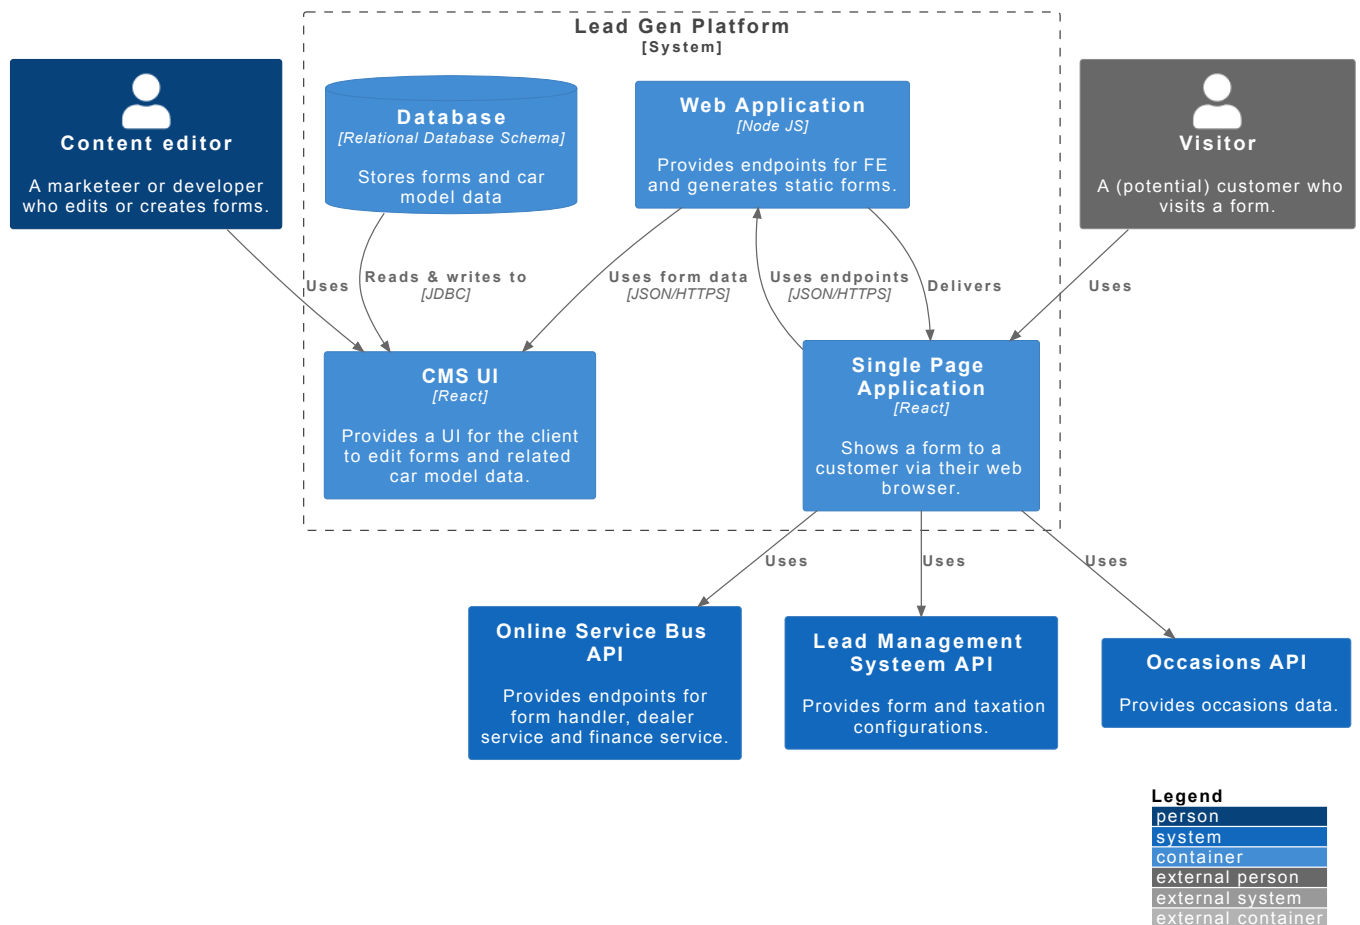 Lead Gen Platform
[System]
Content editor
A marketeer or developer
who edits or creates forms.
Database
[Relational Database Schema]
Stores forms and car
model data
Web Application
[Node JS]
Provides endpoints for FE
and generates static forms.
Visitor
A (potential) customer who
visits a form.
Uses
Reads & writes to
[JDBC]
Uses form data
[JSON/HTTPS]
Uses endpoints
[JSON/HTTPS]
Delivers
Uses
CMS UI
[React]
Provides a UI for the client
to edit forms and related
car model data.
Single Page
Application
[React]
Shows a form to a
customer via their web
browser.
Uses
Uses
Uses
Online Service Bus
API
Provides endpoints for
form handler, dealer
service and finance service.
Lead Management
Systeem API
Provides form and taxation
configurations.
Occasions API
Provides occasions data.
Legend
person
system
container
external person
external system
external container